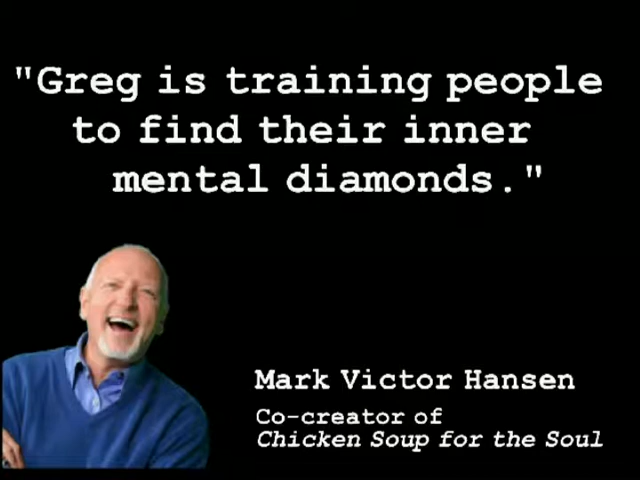 "Greg is training people
to find their inner
mental diamonds."
Mark Victor Hansen
Co-creator of
Chicken Soup for the Soul